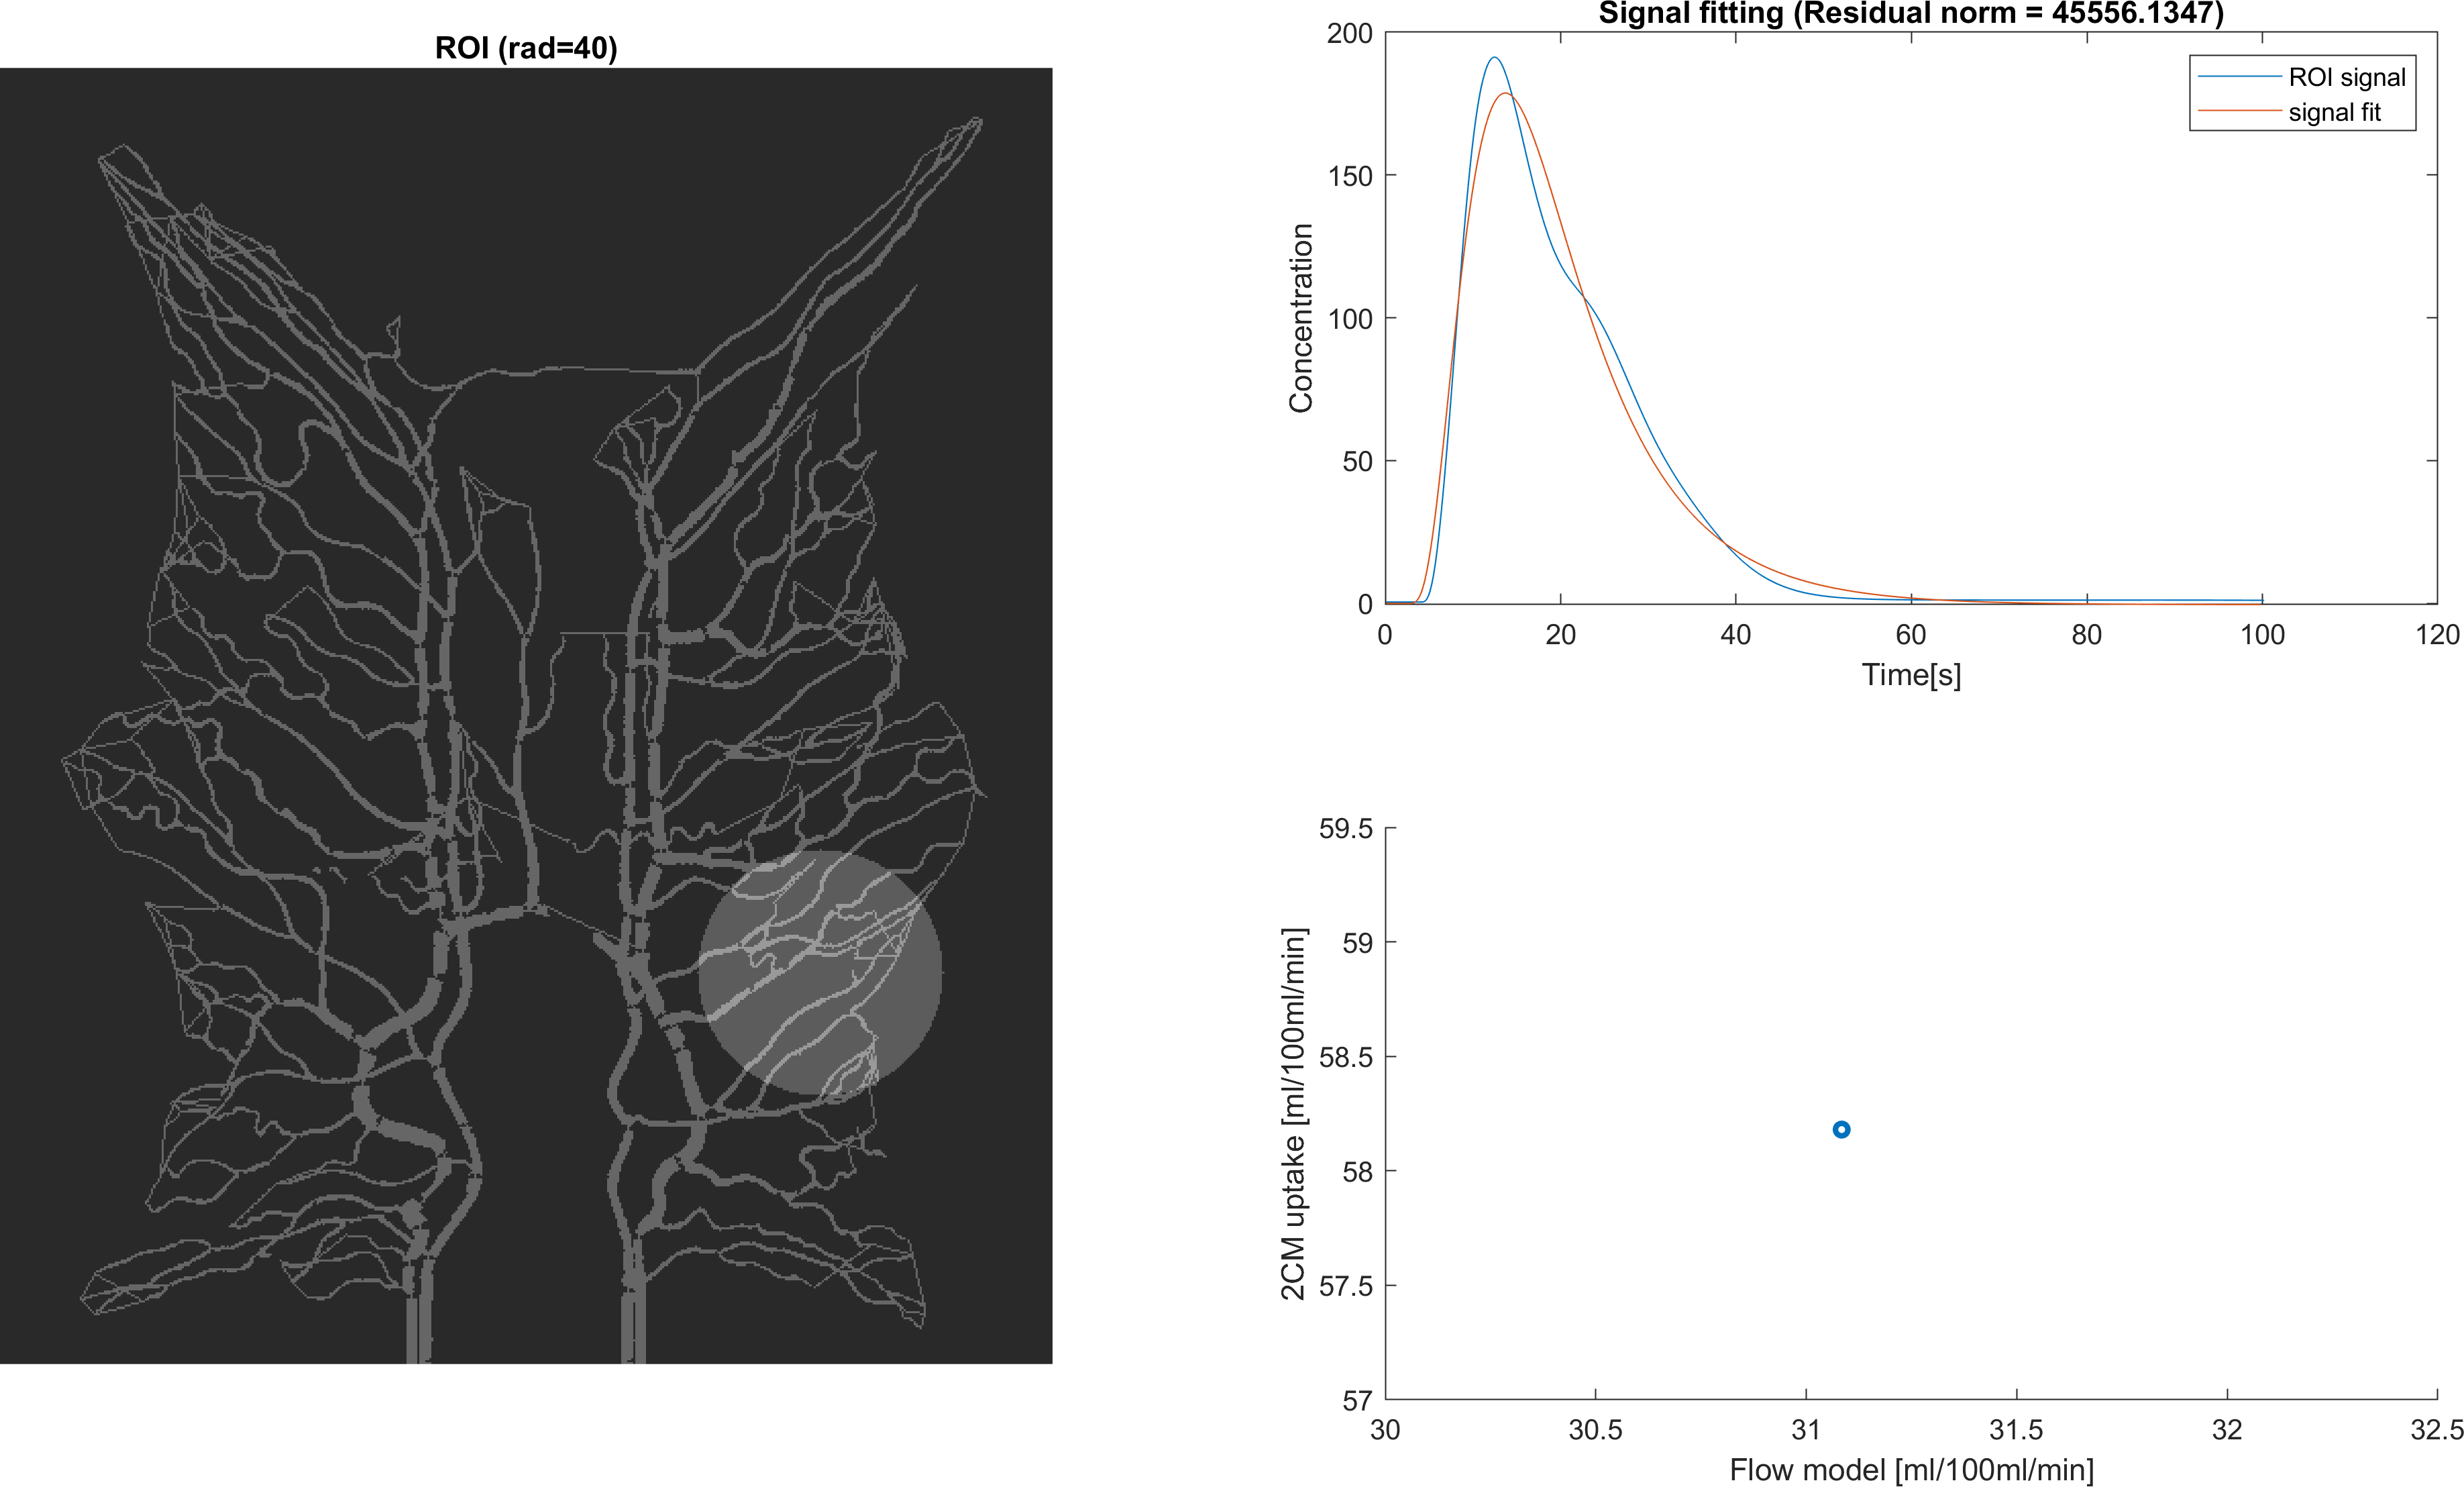 ROI (rad=40)
Signal fitting (Residual norm = 45556.1347)
200
150
100
50
0
Concentration
ROI signal
signal fit
0 20 40 60 80 100 120
Time[s]
59.5
59
58.5
58
57.5
57
2CM uptake [ml/100ml/min]
30 30.5 31 31.5 32 32.5
Flow model [ml/100ml/min]